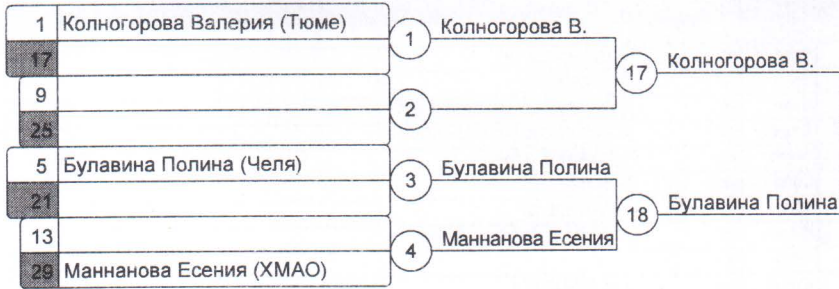 1 Колногорова Валерия (Тюме)
17
9
25
5 Булавина Полина (Челя)
21
13
29 Маннанова Есения (ХМАО)
1 Колногорова В.
2
3 Булавина Полина
4 Маннанова Есения
17 Колногорова В.
18 Булавина Полина